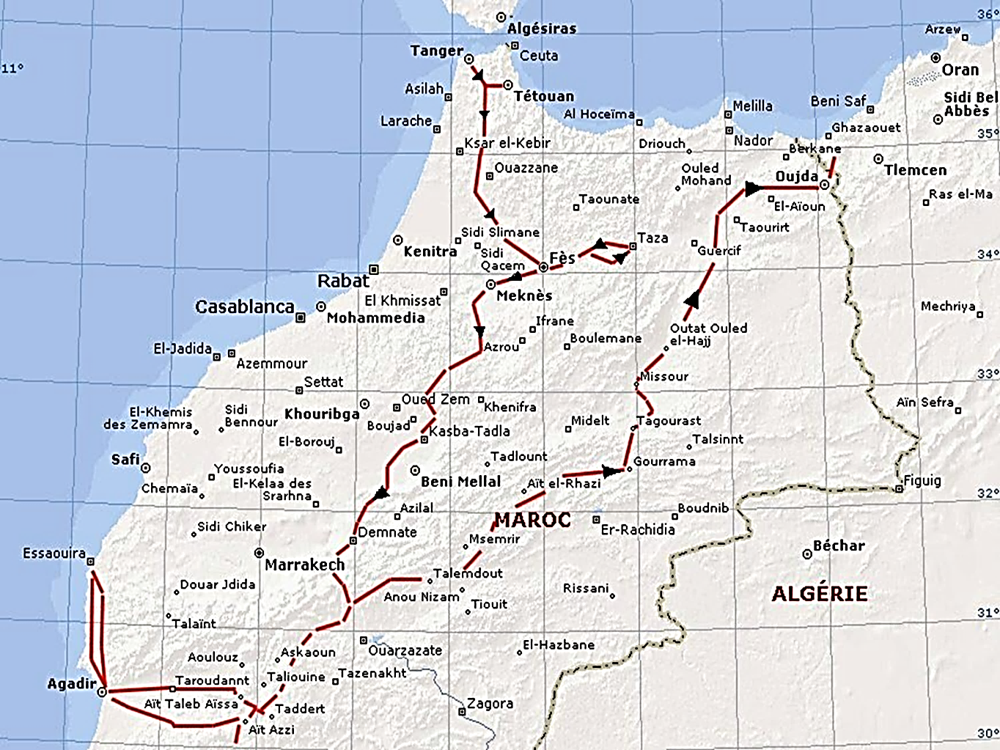 36°
Algésiras
Arzew
Tanger
Ceuta
11°
Oran
Asilah
Tétouan
Sidi Bel
Abbès
Beni Saf
Melilla
Al Hoceïma
Larache
Ghazaouet
35°
Ksar el-Kebir
Driouch
Nador
Berkane
Ouazzane
Ouled
Mohand
Oujda
Tlemcen
Taounate
El-Aïoun
Ras el-Ma
Sidi Slimane
Taourirt
Taza
Kenitra
Sidi
Qacem
Fès
Guercif
34°
Rabat
El Khmissat
Meknès
Casablanca
Mohammedia
Mechriya
Ifrane
Outat Ouled
el-Hajj
Azrou
Boulemane
El-Jadida
Azemmour
Settat
Missour
33°
Oued Zem
Khenifra
Aïn Sefra
El-Khemis
des Zemamra
Sidi
Bennour
Khouribga
Boujad
Midelt
Tagourast
Kasba-Tadla
El-Borouj
Talsinnt
Safi
Tadlount
Gourrama
Youssoufia
Beni Mellal
Aït el-Rhazi
Figuig
Chemaïa
El-Kelaa des
Srarhna
32°
Azilal
Boudnib
MAROC
Sidi Chiker
Demnate
Er-Rachidia
Msemrir
Béchar
Essaouira
Marrakech
Talemdout
Douar Jdida
Rissani
ALGÉRIE
Anou Nizam
Tiouit
31°
Talaïnt
El-Hazbane
Ouarzazate
Askaoun
Aoulouz
Tazenakht
Taliouine
Agadir
Taroudannt
Aït Taleb Aïssa
Taddert
Zagora
Aït Azzi
30°